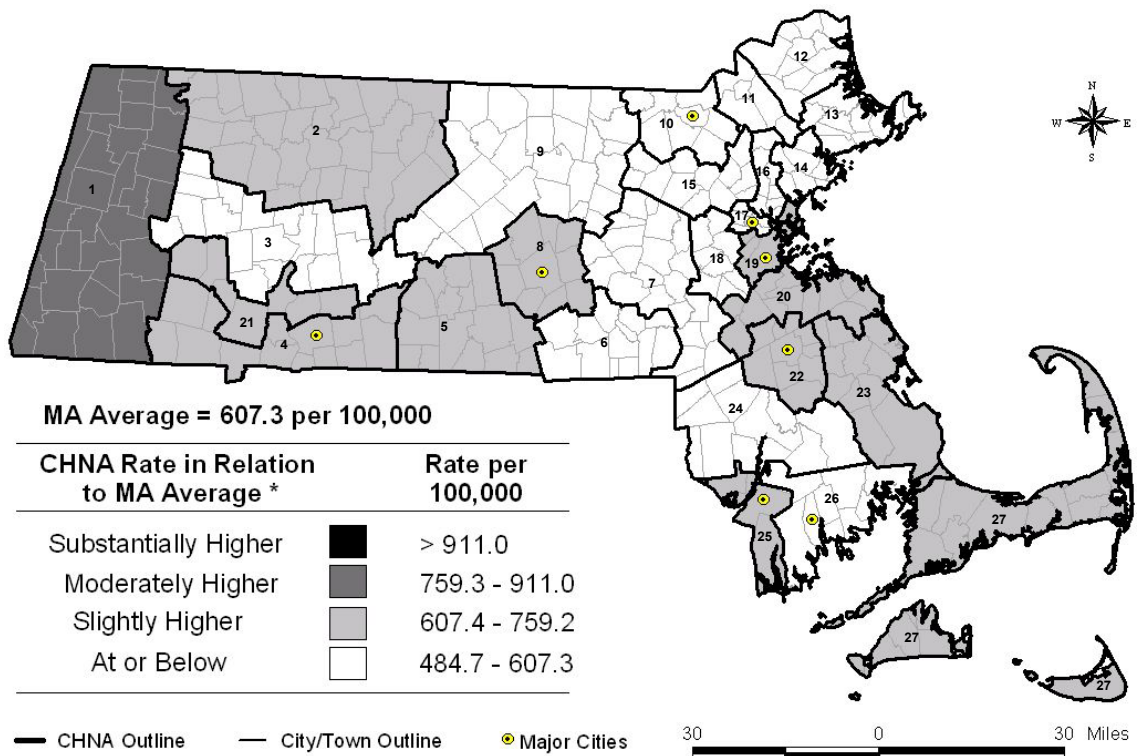 12
11
13
10
N
W E
S
2
9
14
16
15
1
17
3
8
19
18
7
20
21
5
6
4
22
23
24
MA Average = 607.3 per 100,000
CHNA Rate in Relation to MA Average *
Rate per 100,000
Substantially Higher > 911.0
Moderately Higher 759.3 - 911.0
Slightly Higher 607.4 - 759.2
At or Below 484.7 - 607.3
26
27
25
27
27
CHNA Outline City/Town Outline Major Cities
30 0 30 Miles